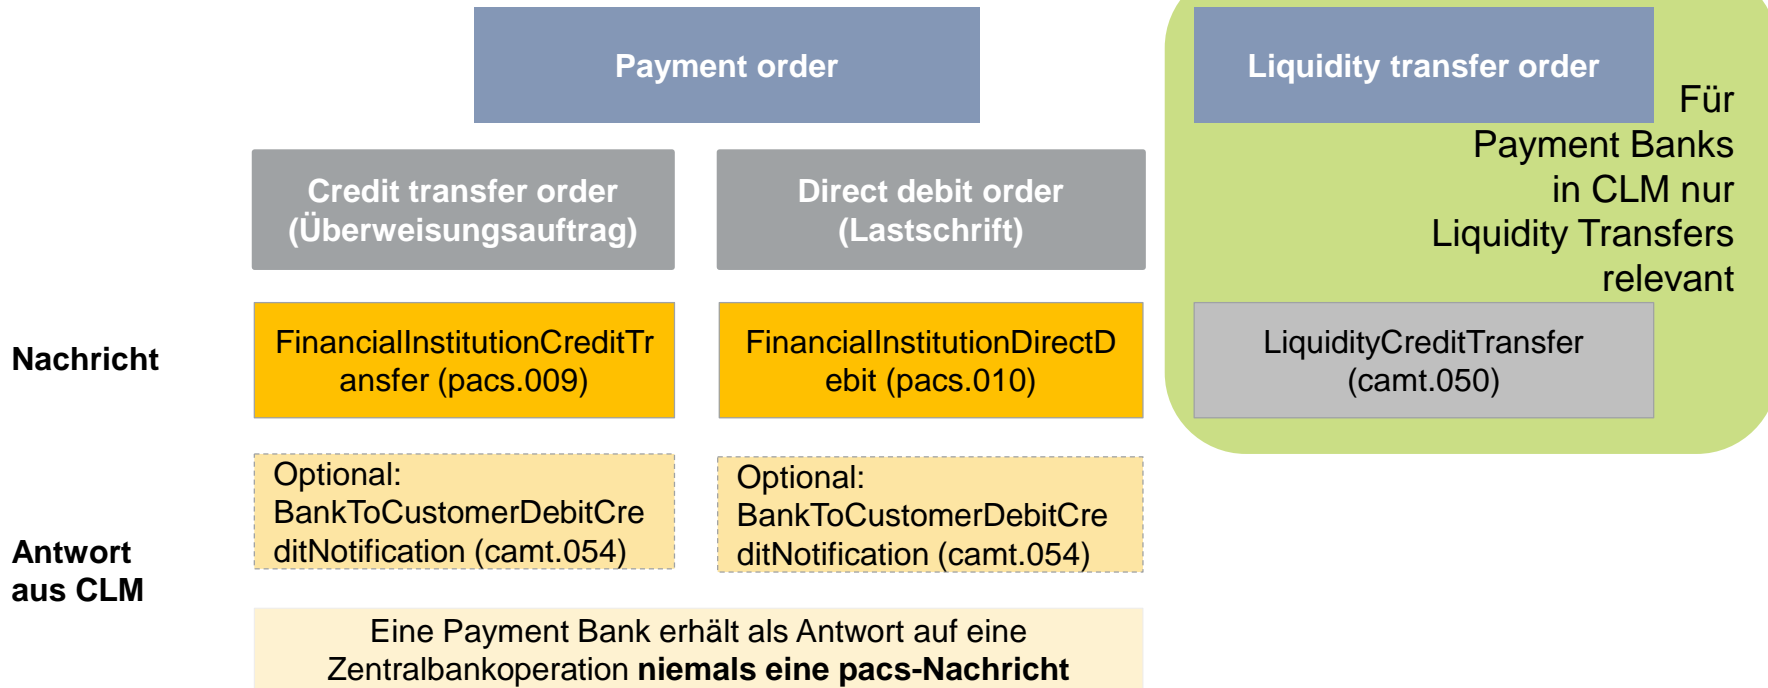 Payment order
Liquidity transfer order
Für
Payment Banks
in CLM nur
Liquidity Transfers
relevant
Credit transfer order
(Überweisungsauftrag)
Direct debit order
(Lastschrift)
Nachricht
FinancialInstitutionCreditTr
ansfer (pacs.009)
FinancialInstitutionDirectD
ebit (pacs.010)
LiquidityCreditTransfer
(camt.050)
Antwort
aus CLM
Optional:
BankToCustomerDebitCre
ditNotification (camt.054)
Optional:
BankToCustomerDebitCre
ditNotification (camt.054)
Eine Payment Bank erhält als Antwort auf eine
Zentralbankoperation niemals eine pacs-Nachricht